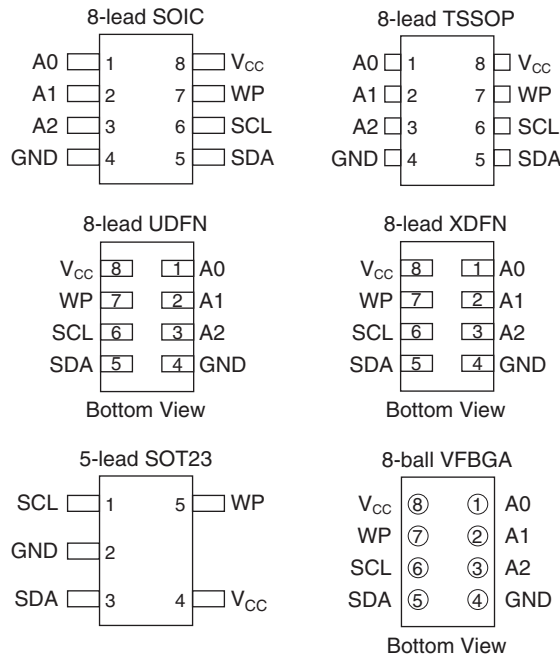 8-lead SOIC
A0 1 8 VCC
A1 2 7 WP
A2 3 6 SCL
GND 4 5 SDA
8-lead TSSOP
A0 1 8 VCC
A1 2 7 WP
A2 3 6 SCL
GND 4 5 SDA
8-lead UDFN
VCC 8 1 A0
WP 7 2 A1
SCL 6 3 A2
SDA 5 4 GND
Bottom View
8-lead XDFN
VCC 8 1 A0
WP 7 2 A1
SCL 6 3 A2
SDA 5 4 GND
Bottom View
5-lead SOT23
SCL 1 5 WP
GND 2
SDA 3 4 VCC
8-ball VFBGA
VCC 8 1 A0
WP 7 2 A1
SCL 6 3 A2
SDA 5 4 GND
Bottom View